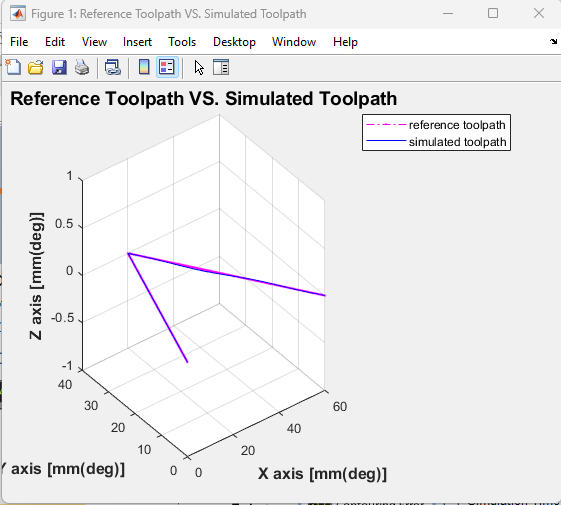 Figure 1: Reference Toolpath VS. Simulated Toolpath
File Edit View Insert Tools Desktop Window Help
Reference Toolpath VS. Simulated Toolpath
reference toolpath
simulated toolpath
1
0.5
0
-0.5
-1
Z axis [mm(deg)]
40
30
20
10
0
axis [mm(deg)]
0
20
40
60
X axis [mm(deg)]